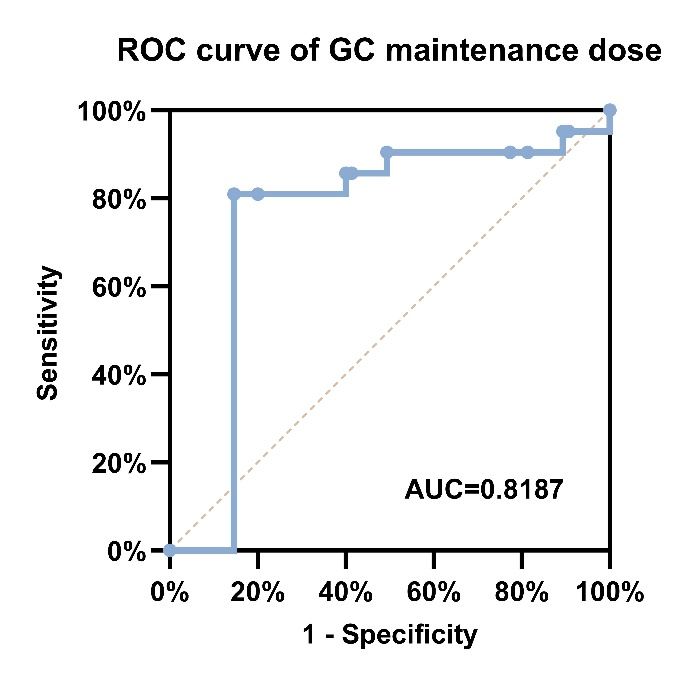 ROC curve of GC maintenance dose
100%
80%
60%
40%
20%
0%
Sensitivity
AUC=0.8187
0% 20% 40% 60% 80% 100%
1 - Specificity